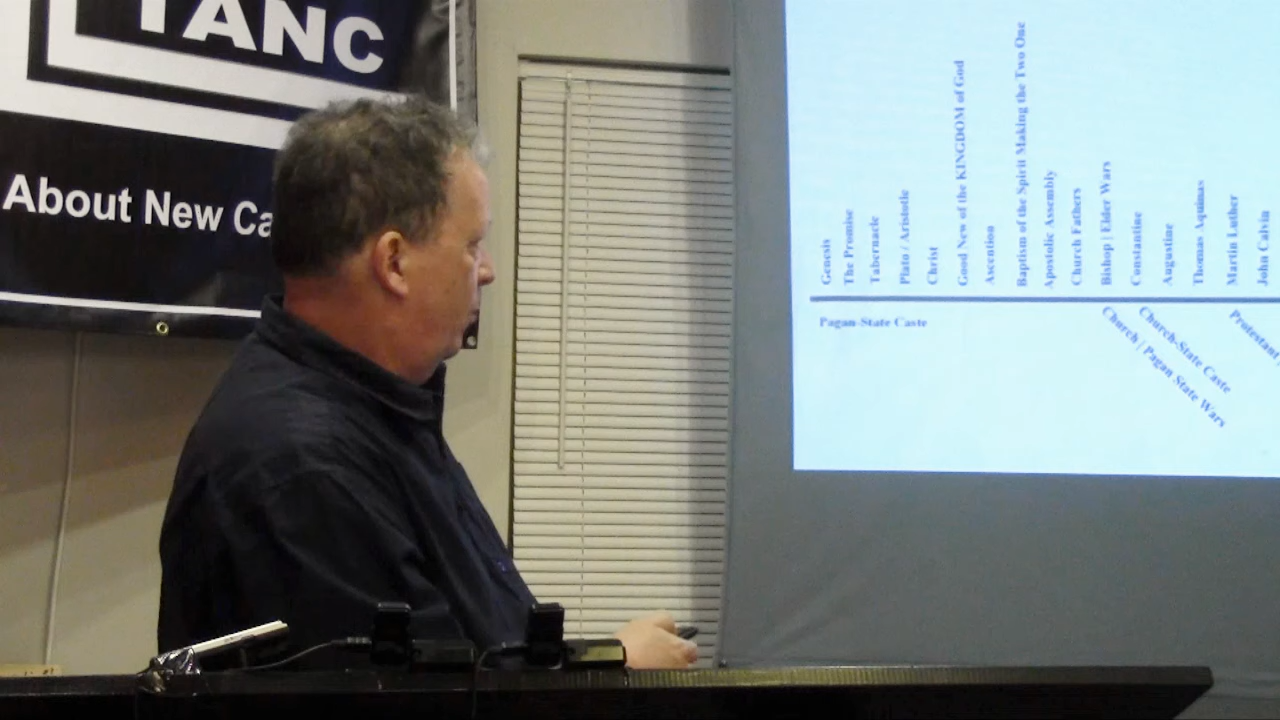 TANC
About New Ca
Genesis
The Promise
Tabernacle
Plato / Aristotle
Christ
Good New of the KINGDOM of God
Ascention
Baptism of the Spirit Making the Two One
Apostolic Assembly
Church Fathers
Bishop | Elder Wars
Constantine
Augustine
Thomas Aquinas
Martin Luther
John Calvin
Pagan-State Caste
Church | Pagan State Wars
Church-State Caste
Protestant